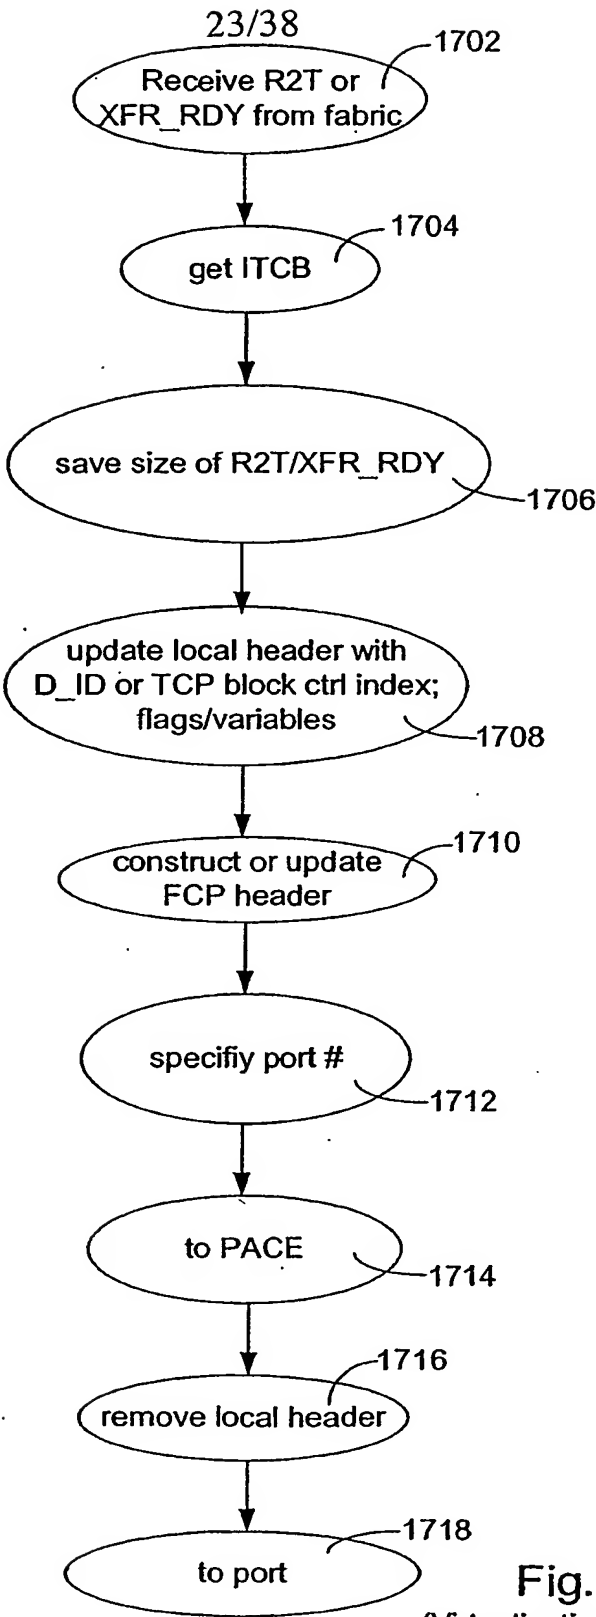 23/38
1702
Receive R2T or
XFR_RDY from fabric
1704
get ITCB
save size of R2T/XFR_RDY
1706
update local header with
D_ID or TCP block ctrl index;
flags/variables
1708
1710
construct or update
FCP header
specifiy port #
1712
to PACE
1714
1716
remove local header
1718
to port
Fig.